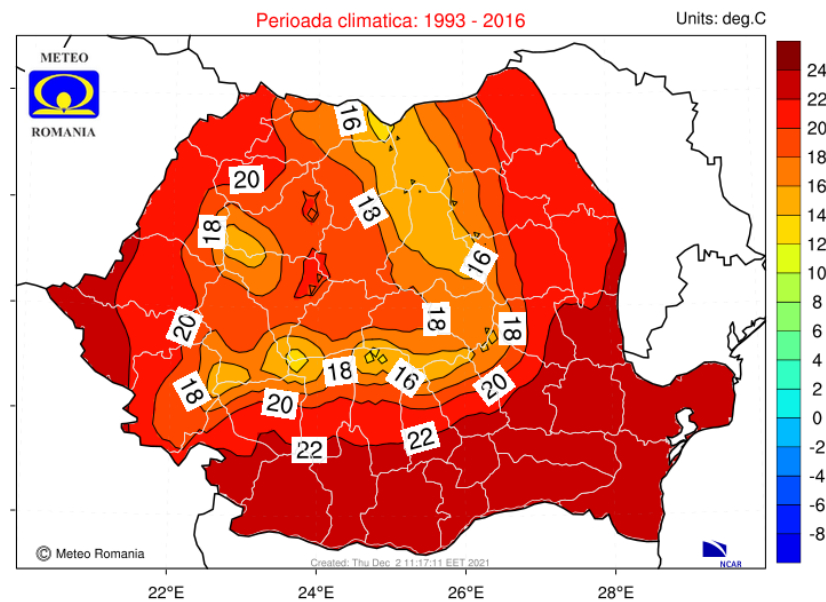 Perioada climatica: 1993 - 2016
Units: deg.C
METEO
ROMANIA
16
20
18
18
16
20
18
18
18
18
16
20
20
22
22
24
22
20
18
16
14
12
10
8
6
4
2
0
-2
-4
-6
-8
© Meteo Romania
Created: Thu Dec 2 11:17:11 EET 2021
NCAR
22°E
24°E
26°E
28°E